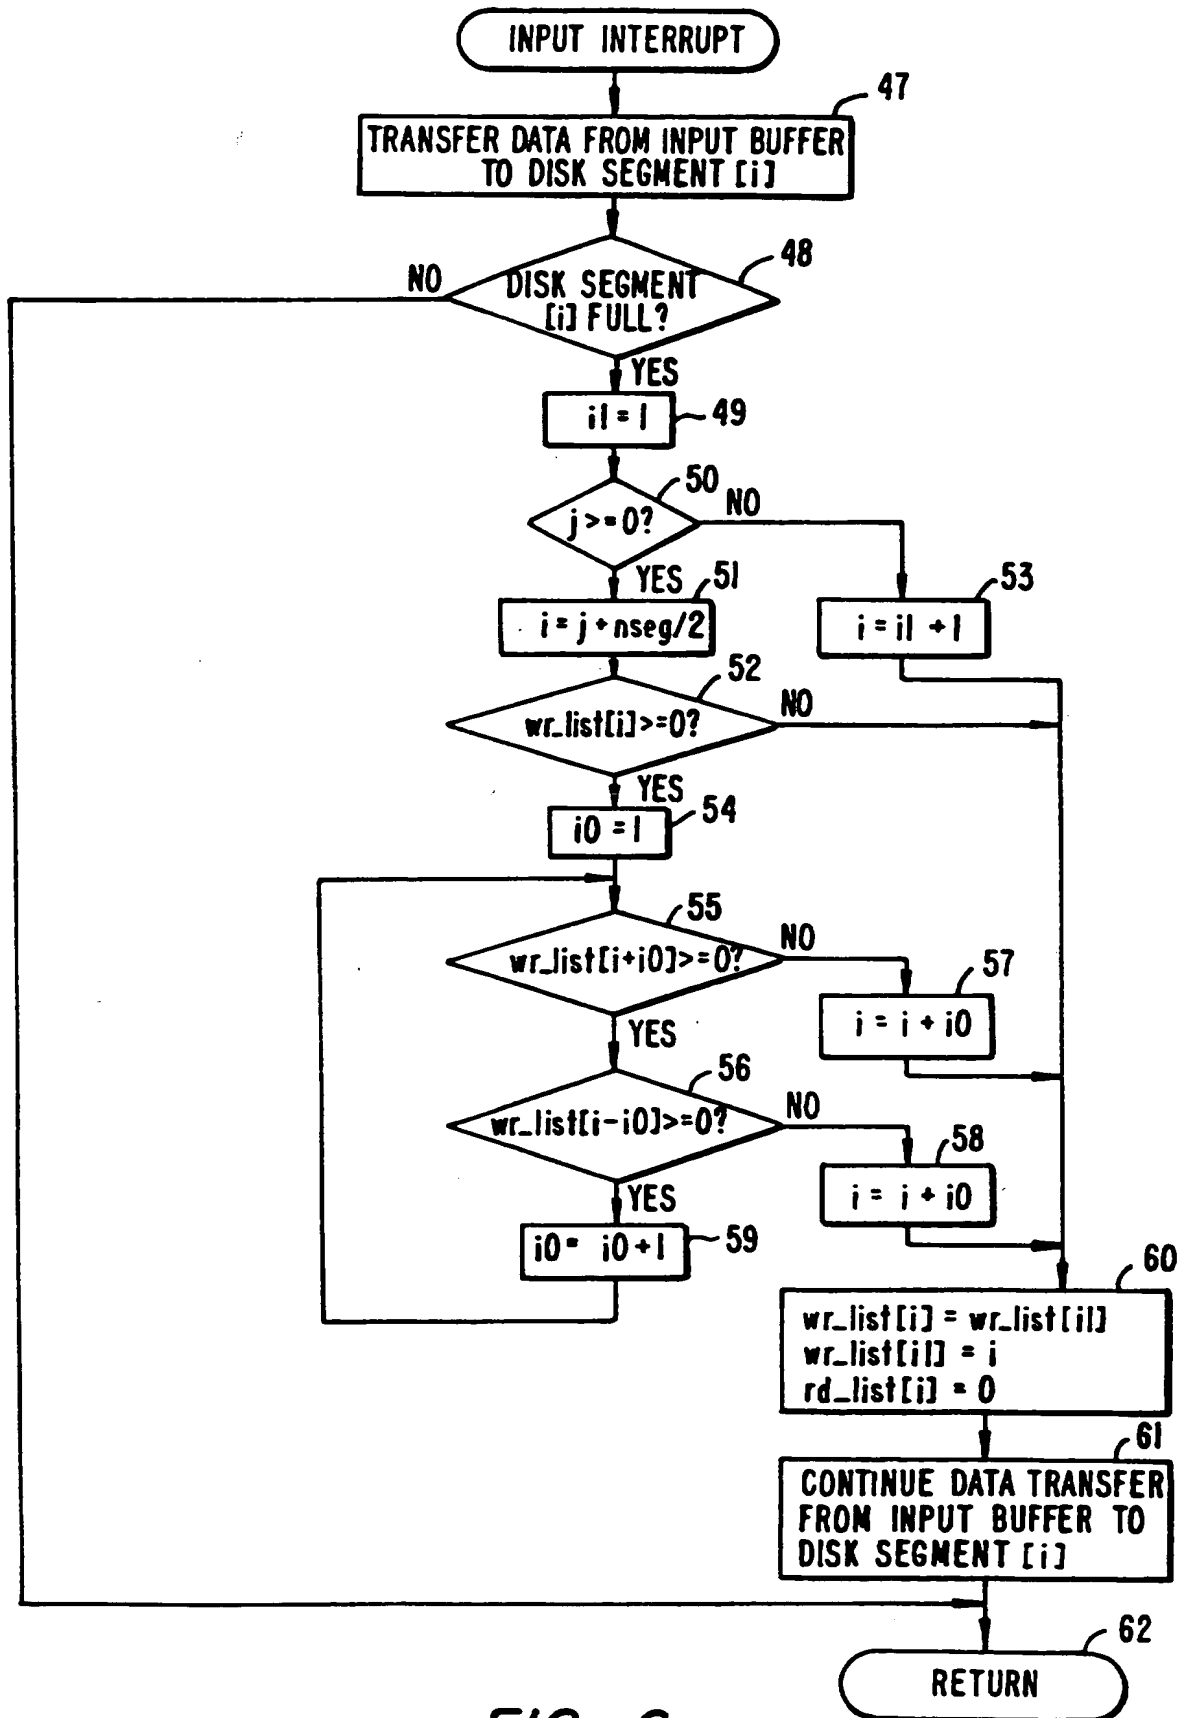 INPUT INTERRUPT
47
TRANSFER DATA FROM INPUT BUFFER
TO DISK SEGMENT [i]
48
NO
DISK SEGMENT
[i] FULL?
YES
i1 = 1
49
50
NO
j >= 0?
YES
51
53
i = j + nseg/2
i = i1 + 1
52
NO
wr_list[i]>=0?
YES
54
i0 = 1
55
NO
wr_list[i+i0]>=0?
57
i = i + i0
YES
56
NO
wr_list[i-i0]>=0?
58
i = i + i0
YES
i0 = i0+1
59
60
wr_list[i] = wr_list[i1]
wr_list[i1] = i
rd_list[i] = 0
61
CONTINUE DATA TRANSFER
FROM INPUT BUFFER TO
DISK SEGMENT [i]
62
RETURN